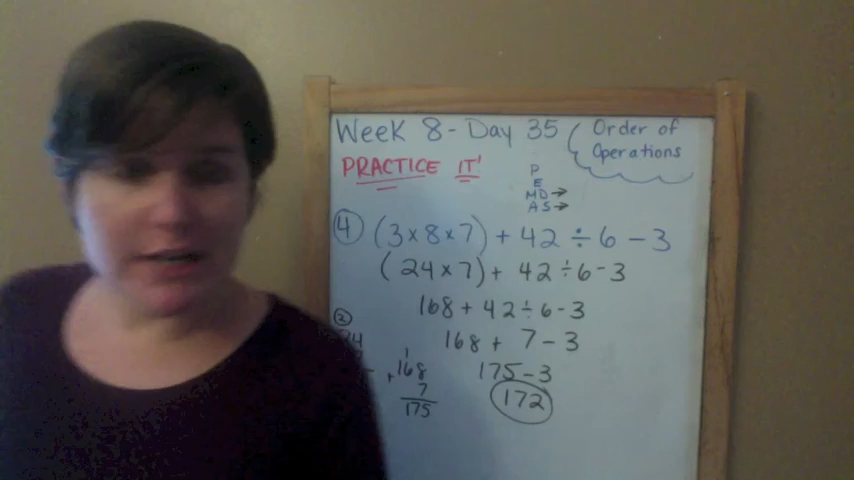 Week 8 - Day 35
Order of
Operations
PRACTICE IT!
P
E
MD →
AS →
4 (3 x 8 x 7) + 42 ÷ 6 - 3
(24 x 7) + 42 ÷ 6 - 3
168 + 42 ÷ 6 - 3
168 + 7 - 3
175 - 3
172
2
1
+ 168
7
175